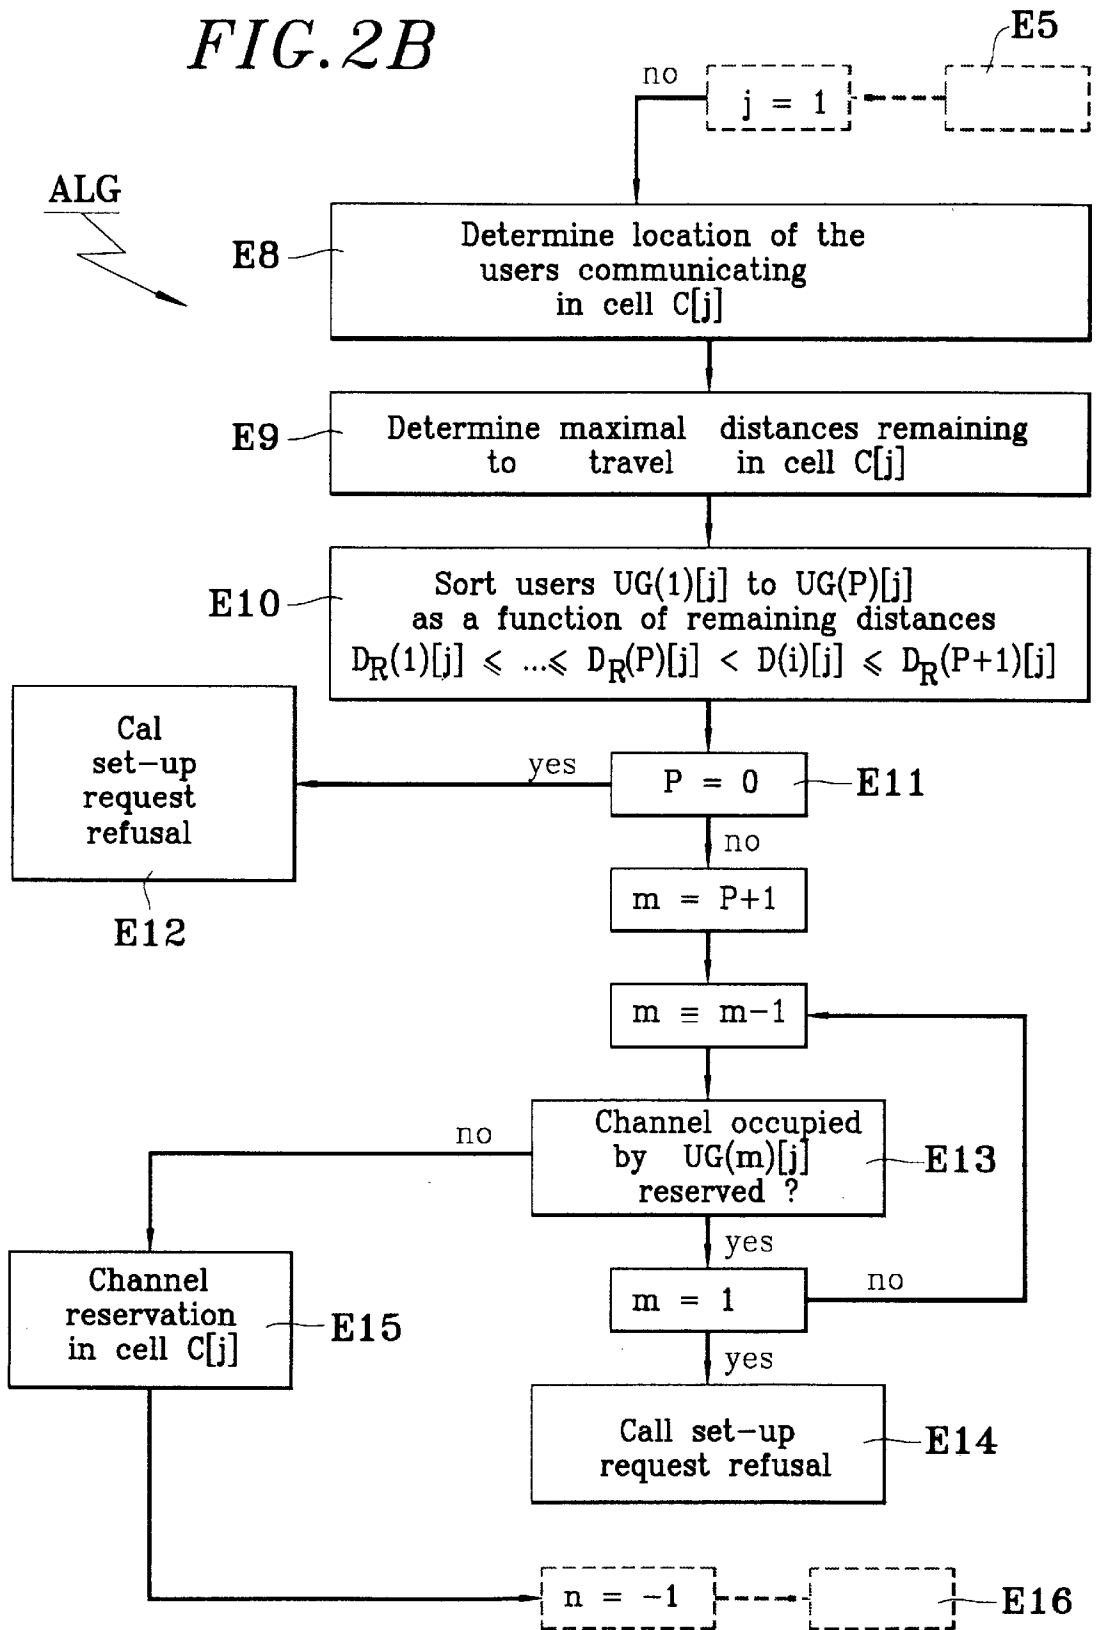 FIG.2B
E5
no
j = 1
ALG
E8
Determine location of the
users communicating
in cell C[j]
E9
Determine maximal distances remaining
to travel in cell C[j]
E10
Sort users UG(1)[j] to UG(P)[j]
as a function of remaining distances
D_R(1)[j] ⩽ ...⩽ D_R(P)[j] < D(i)[j] ⩽ D_R(P+1)[j]
Cal
set-up
request
refusal
E12
yes
P = 0
E11
no
m = P+1
m ≡ m-1
Channel occupied
by UG(m)[j]
reserved ?
E13
no
yes
m = 1
no
Channel
reservation
in cell C[j]
E15
yes
Call set-up
request refusal
E14
n = -1
E16